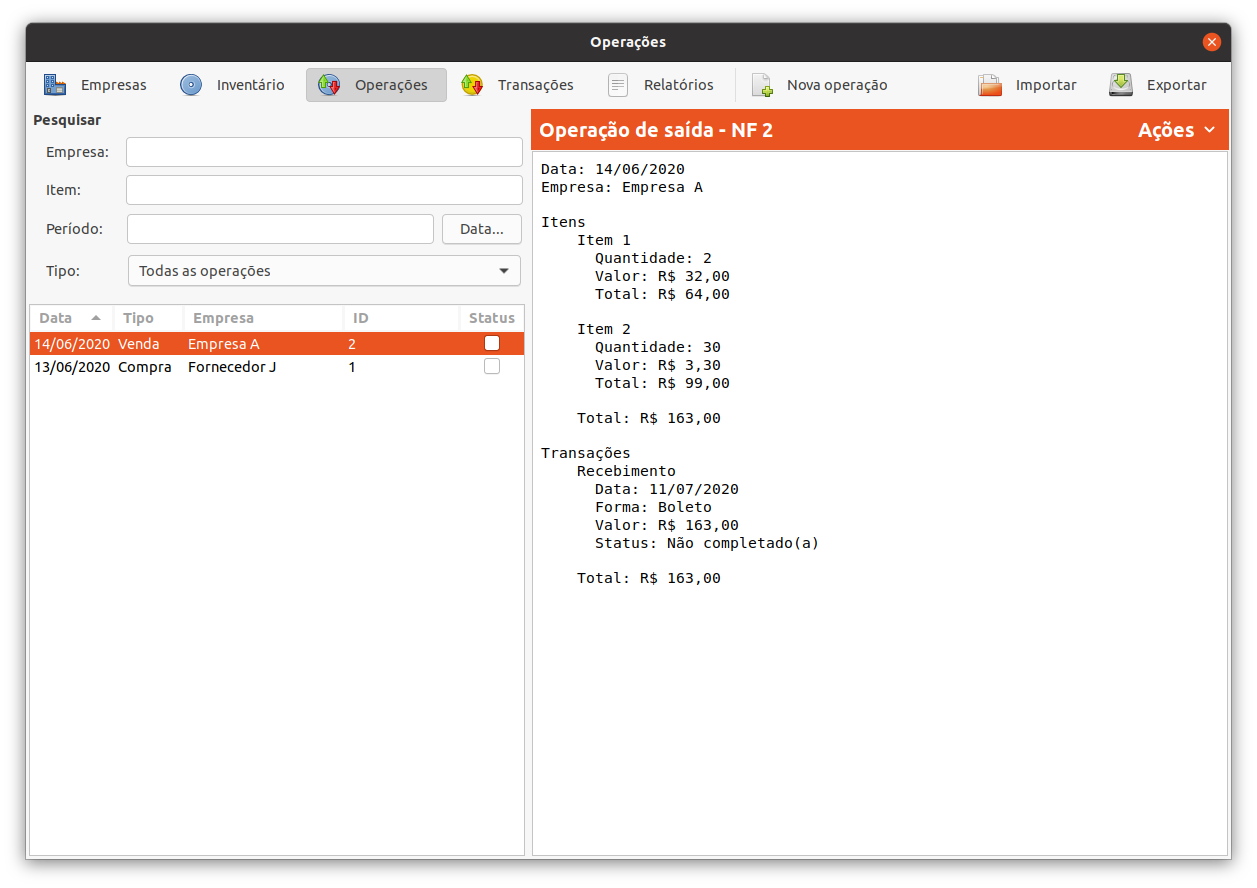 Operações
Empresas Inventário Operações Transações Relatórios Nova operação Importar Exportar
Pesquisar
Empresa:
Item:
Período: Data...
Tipo: Todas as operações
Data Tipo Empresa ID Status
14/06/2020 Venda Empresa A 2
13/06/2020 Compra Fornecedor J 1
Operação de saída - NF 2 Ações
Data: 14/06/2020
Empresa: Empresa A
Itens
Item 1
Quantidade: 2
Valor: R$ 32,00
Total: R$ 64,00
Item 2
Quantidade: 30
Valor: R$ 3,30
Total: R$ 99,00
Total: R$ 163,00
Transações
Recebimento
Data: 11/07/2020
Forma: Boleto
Valor: R$ 163,00
Status: Não completado(a)
Total: R$ 163,00